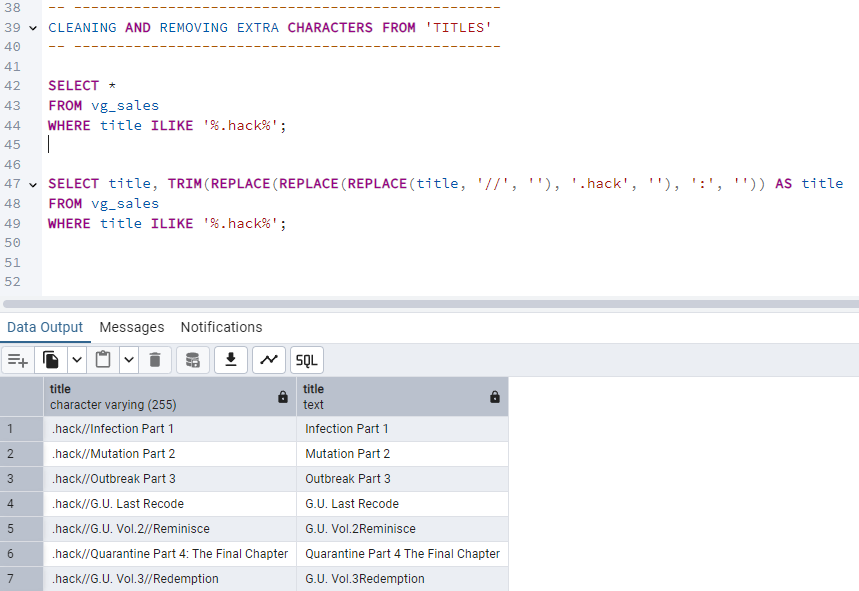 38 -- --------------------------------------------------
39 CLEANING AND REMOVING EXTRA CHARACTERS FROM 'TITLES'
40 -- --------------------------------------------------
41
42 SELECT *
43 FROM vg_sales
44 WHERE title ILIKE '%.hack%';
45
46
47 SELECT title, TRIM(REPLACE(REPLACE(REPLACE(title, '//', ''), '.hack', ''), ':', '')) AS title
48 FROM vg_sales
49 WHERE title ILIKE '%.hack%';
50
51
52
Data Output Messages Notifications
SQL
title title
character varying (255) text
1 .hack//Infection Part 1 Infection Part 1
2 .hack//Mutation Part 2 Mutation Part 2
3 .hack//Outbreak Part 3 Outbreak Part 3
4 .hack//G.U. Last Recode G.U. Last Recode
5 .hack//G.U. Vol.2//Reminisce G.U. Vol.2Reminisce
6 .hack//Quarantine Part 4: The Final Chapter Quarantine Part 4 The Final Chapter
7 .hack//G.U. Vol.3//Redemption G.U. Vol.3Redemption